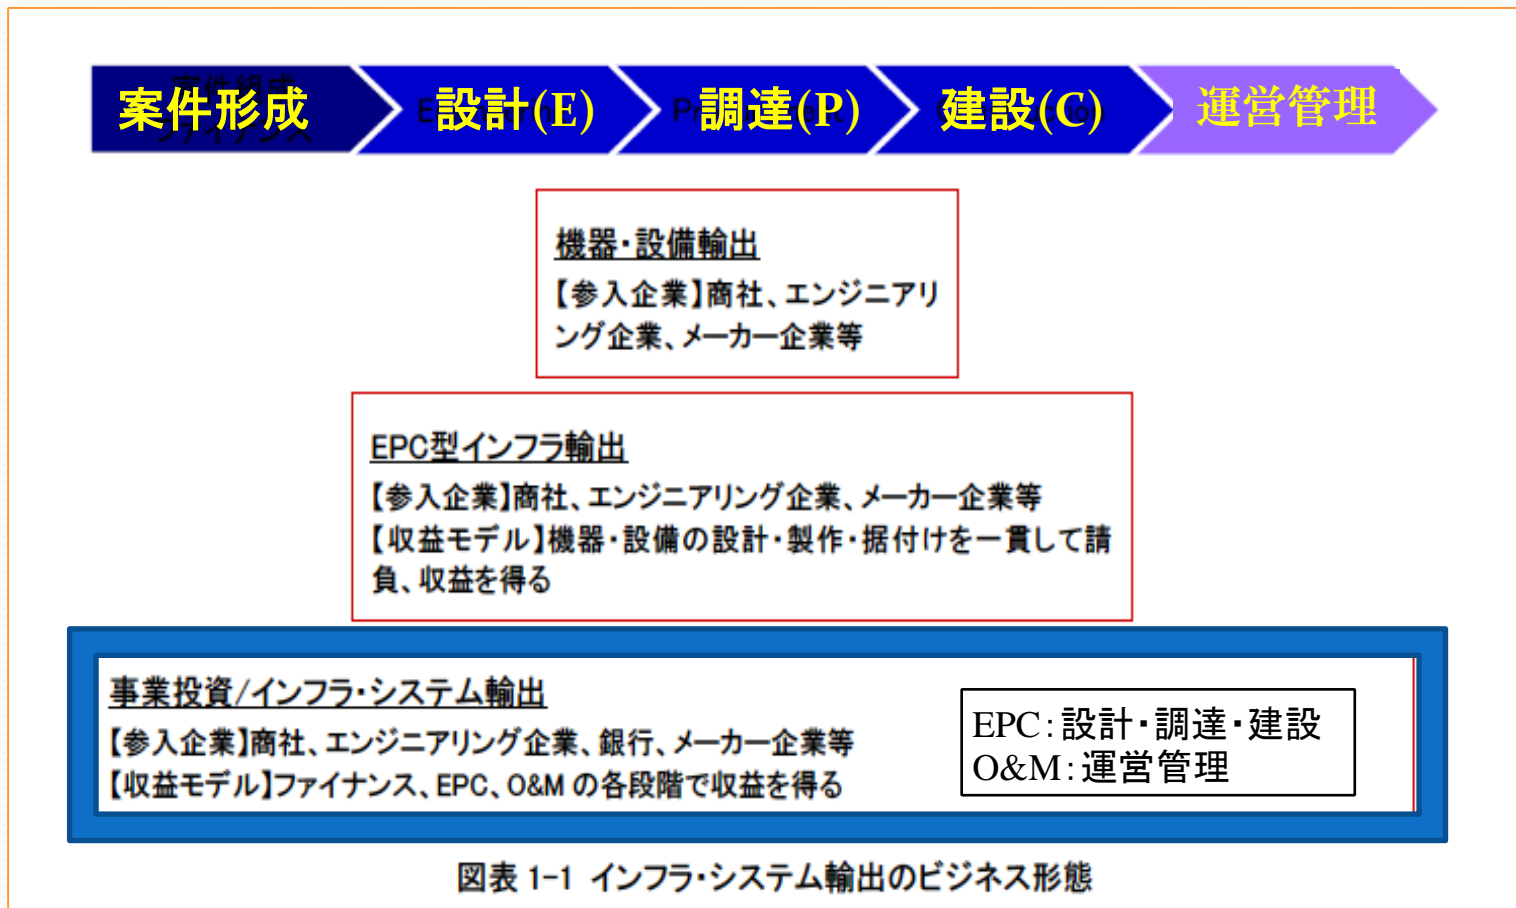 案件形成
設計(E)
調達(P)
建設(C)
運営管理
機器・設備輸出
【参入企業】商社、エンジニアリ
ング企業、メーカー企業等
EPC型インフラ輸出
【参入企業】商社、エンジニアリング企業、メーカー企業等
【収益モデル】機器・設備の設計・製作・据付けを一貫して請
負、収益を得る
事業投資/インフラ・システム輸出
【参入企業】商社、エンジニアリング企業、銀行、メーカー企業等
【収益モデル】ファイナンス、EPC、O&M の各段階で収益を得る
EPC:設計・調達・建設
O&M:運営管理
図表 1-1 インフラ・システム輸出のビジネス形態